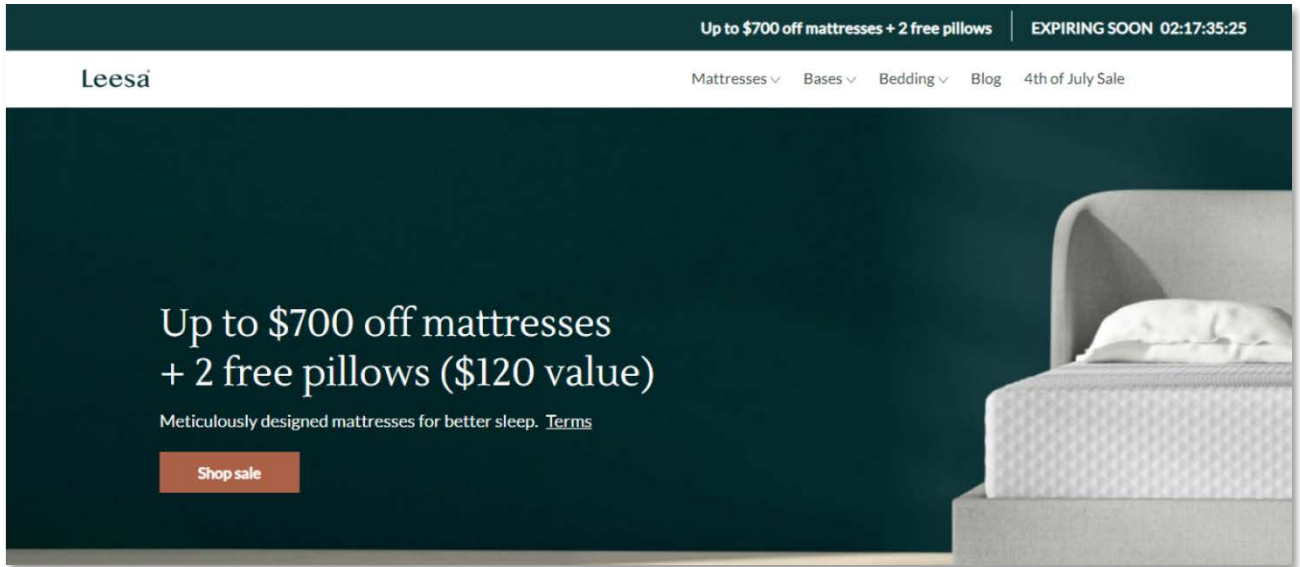 Up to $700 off mattresses + 2 free pillows
EXPIRING SOON 02:17:35:25
Leesa
Mattresses
Bases
Bedding
Blog
4th of July Sale
Up to $700 off mattresses
+ 2 free pillows ($120 value)
Meticulously designed mattresses for better sleep. Terms
Shop sale